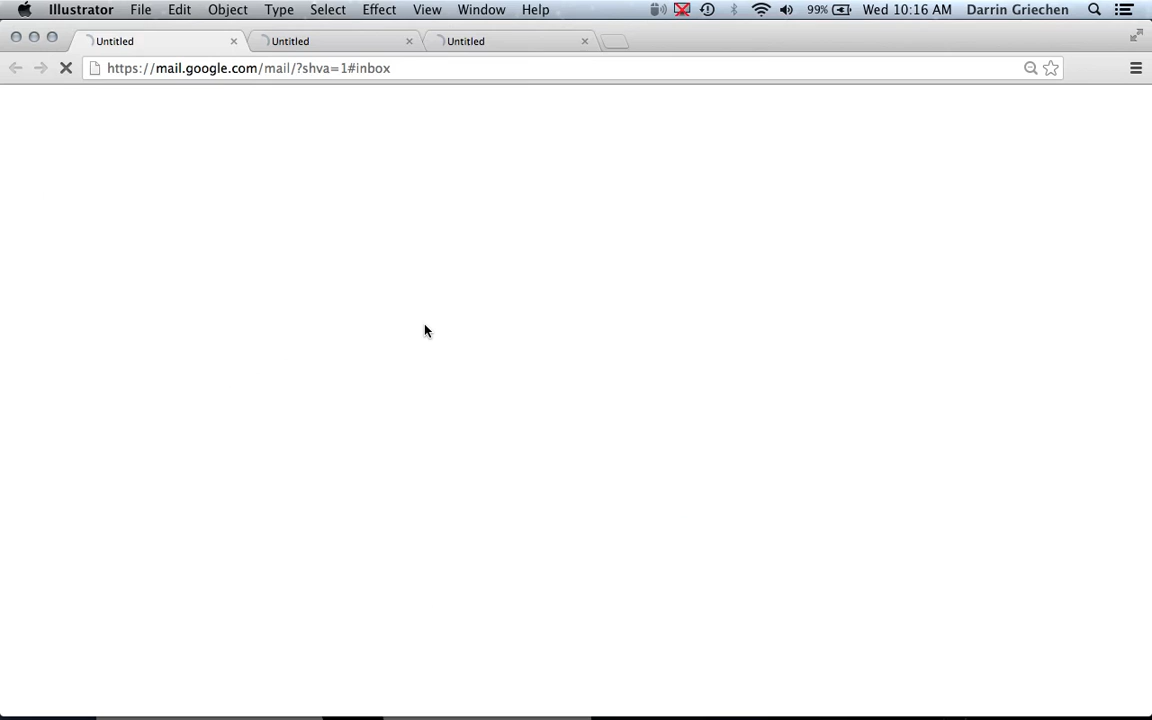 Illustrator File Edit Object Type Select Effect View Window Help 99% Wed 10:16 AM Darrin Griechen
Untitled Untitled Untitled
https://mail.google.com/mail/?shva=1#inbox